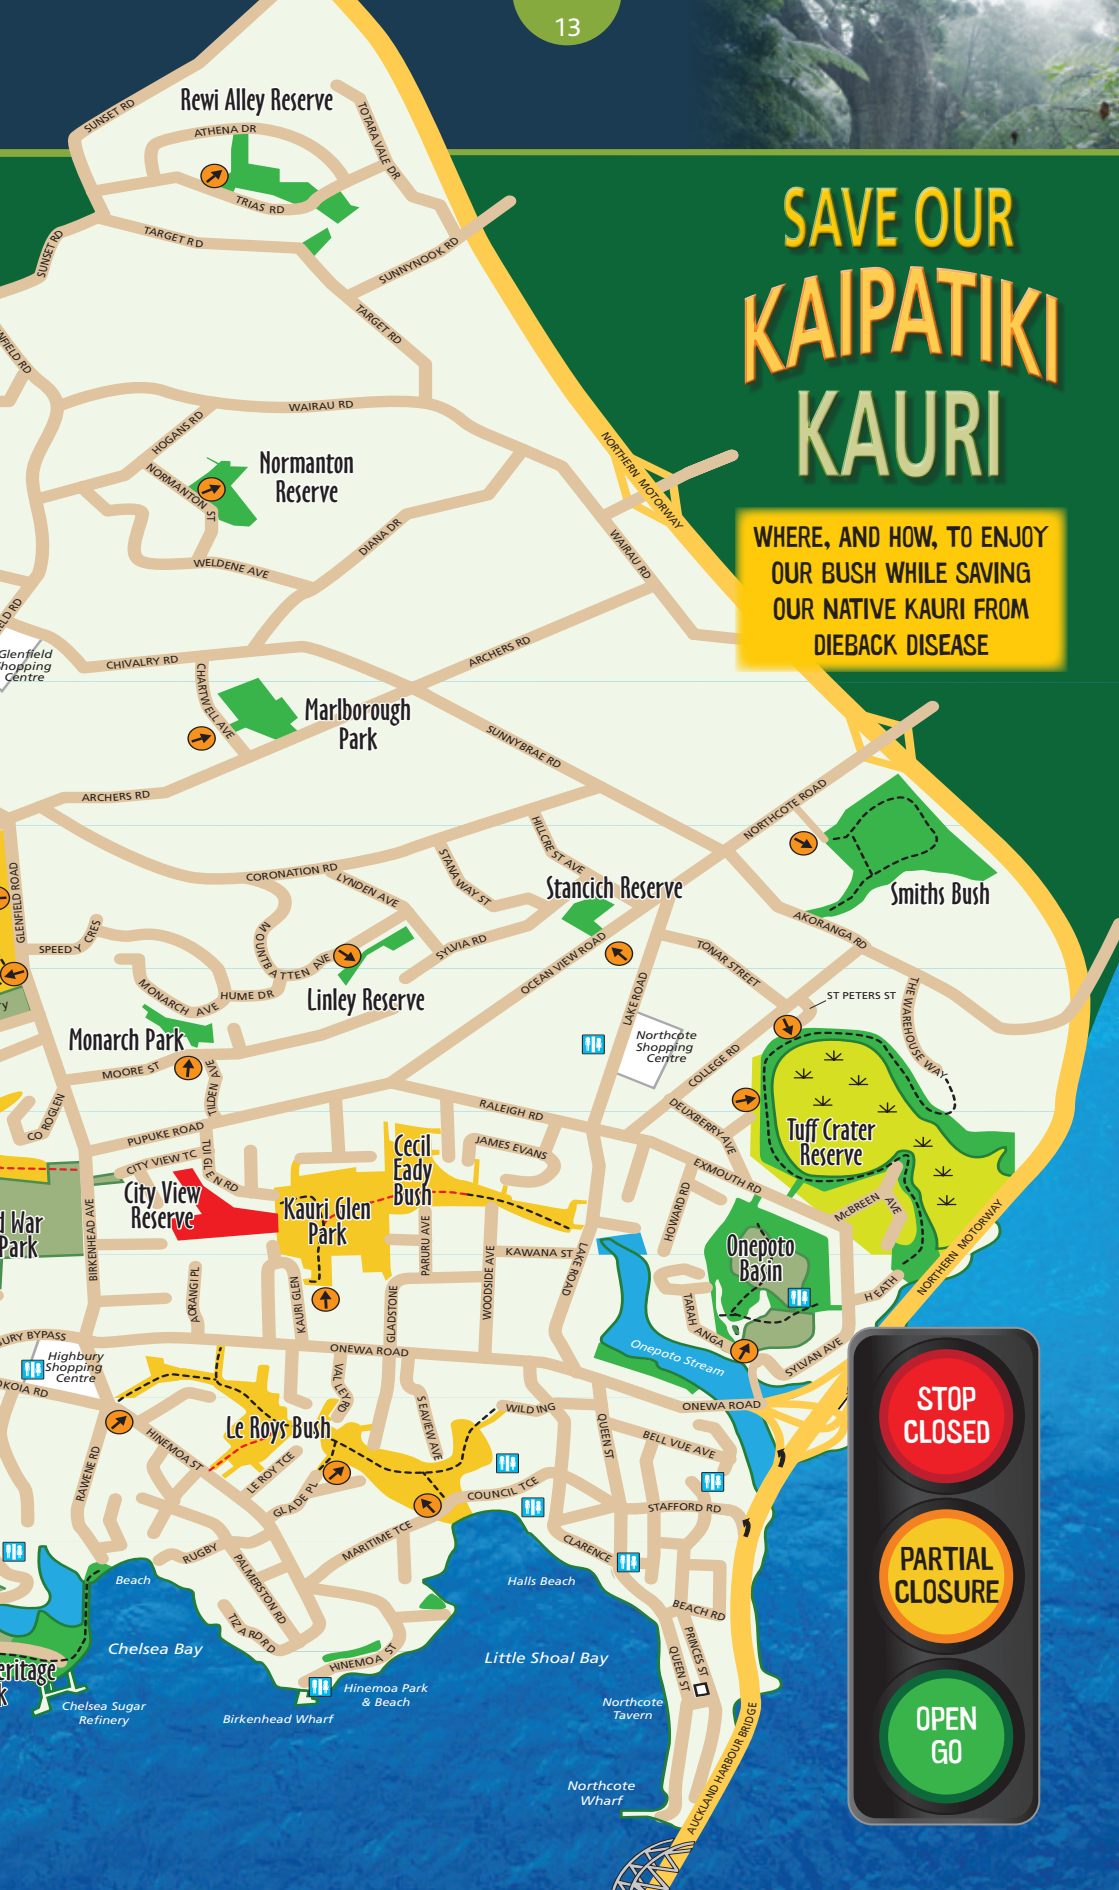 13
SAVE OUR
KAIPATIKI
KAURI
WHERE, AND HOW, TO ENJOY
OUR BUSH WHILE SAVING
OUR NATIVE KAURI FROM
DIEBACK DISEASE
Rewi Alley Reserve
SUNSET RD
ATHENA DR
TOTARA VALE DR
TRIAS RD
TARGET RD
SUNSET RD
SUNNYNOOK RD
TARGET RD
WAIRAU RD
HOGANS RD
NORMANTON ST
Normanton
Reserve
NORTHERN MOTORWAY
DIANA DR
WAIRAU RD
WELDENE AVE
Glenfield
Shopping
Centre
CHIVALRY RD
ARCHERS RD
CHARTWELL AVE
Marlborough
Park
SUNNYBRAE RD
ARCHERS RD
NORTHCOTE ROAD
HILLCREST AVE
STANA WAY ST
CORONATION RD
LYNDEN AVE
Stancich Reserve
Smiths Bush
GLENFIELD ROAD
SPEEDY CRES
MOUNTBATTEN AVE
SYLVIA RD
OCEAN VIEW ROAD
AKORANGA RD
TONAR STREET
LAKE ROAD
ST PETERS ST
THE WAREHOUSE WAY
MONARCH AVE
HUME DR
Linley Reserve
Monarch Park
Northcote
Shopping
Centre
MOORE ST
TILDEN AVE
COLLEGE RD
COROGLEN
PUPUKE ROAD
RALEIGH RD
DEUXBERRY AVE
Tuff Crater
Reserve
CITY VIEW TC
TUI GLEN RD
Cecil
Eady
Bush
JAMES EVANS
EXMOUTH RD
City View
Reserve
Kauri Glen
Park
HOWARD RD
McBREEN AVE
d War
Park
BIRKENHEAD AVE
PARURU AVE
WOODSIDE AVE
KAWANA ST
LAKE ROAD
Onepoto
Basin
NORTHERN MOTORWAY
HEATH
AORANGI PL
KAURI GLEN
GLADSTONE
TARAHANGA
URY BYPASS
Highbury
Shopping
Centre
OKOIA RD
ONEWA ROAD
Onepoto Stream
SYLVAN AVE
VALLEY RD
SEAVIEW AVE
WILDING
ONEWA ROAD
QUEEN ST
Le Roys Bush
HINEMOA ST
BELL VUE AVE
RAWENE RD
LE ROY TCE
GLADE PL
COUNCIL TCE
STAFFORD RD
MARITIME TCE
RUGBY
PALMERSTON RD
CLARENCE
Beach
Halls Beach
BEACH RD
TIZARD RD
Chelsea Bay
HINEMOA ST
Little Shoal Bay
PRINCES ST
QUEEN ST
eritage
k
Chelsea Sugar
Refinery
Hinemoa Park
& Beach
Birkenhead Wharf
Northcote
Tavern
Northcote
Wharf
AUCKLAND HARBOUR BRIDGE
STOP
CLOSED
PARTIAL
CLOSURE
OPEN
GO